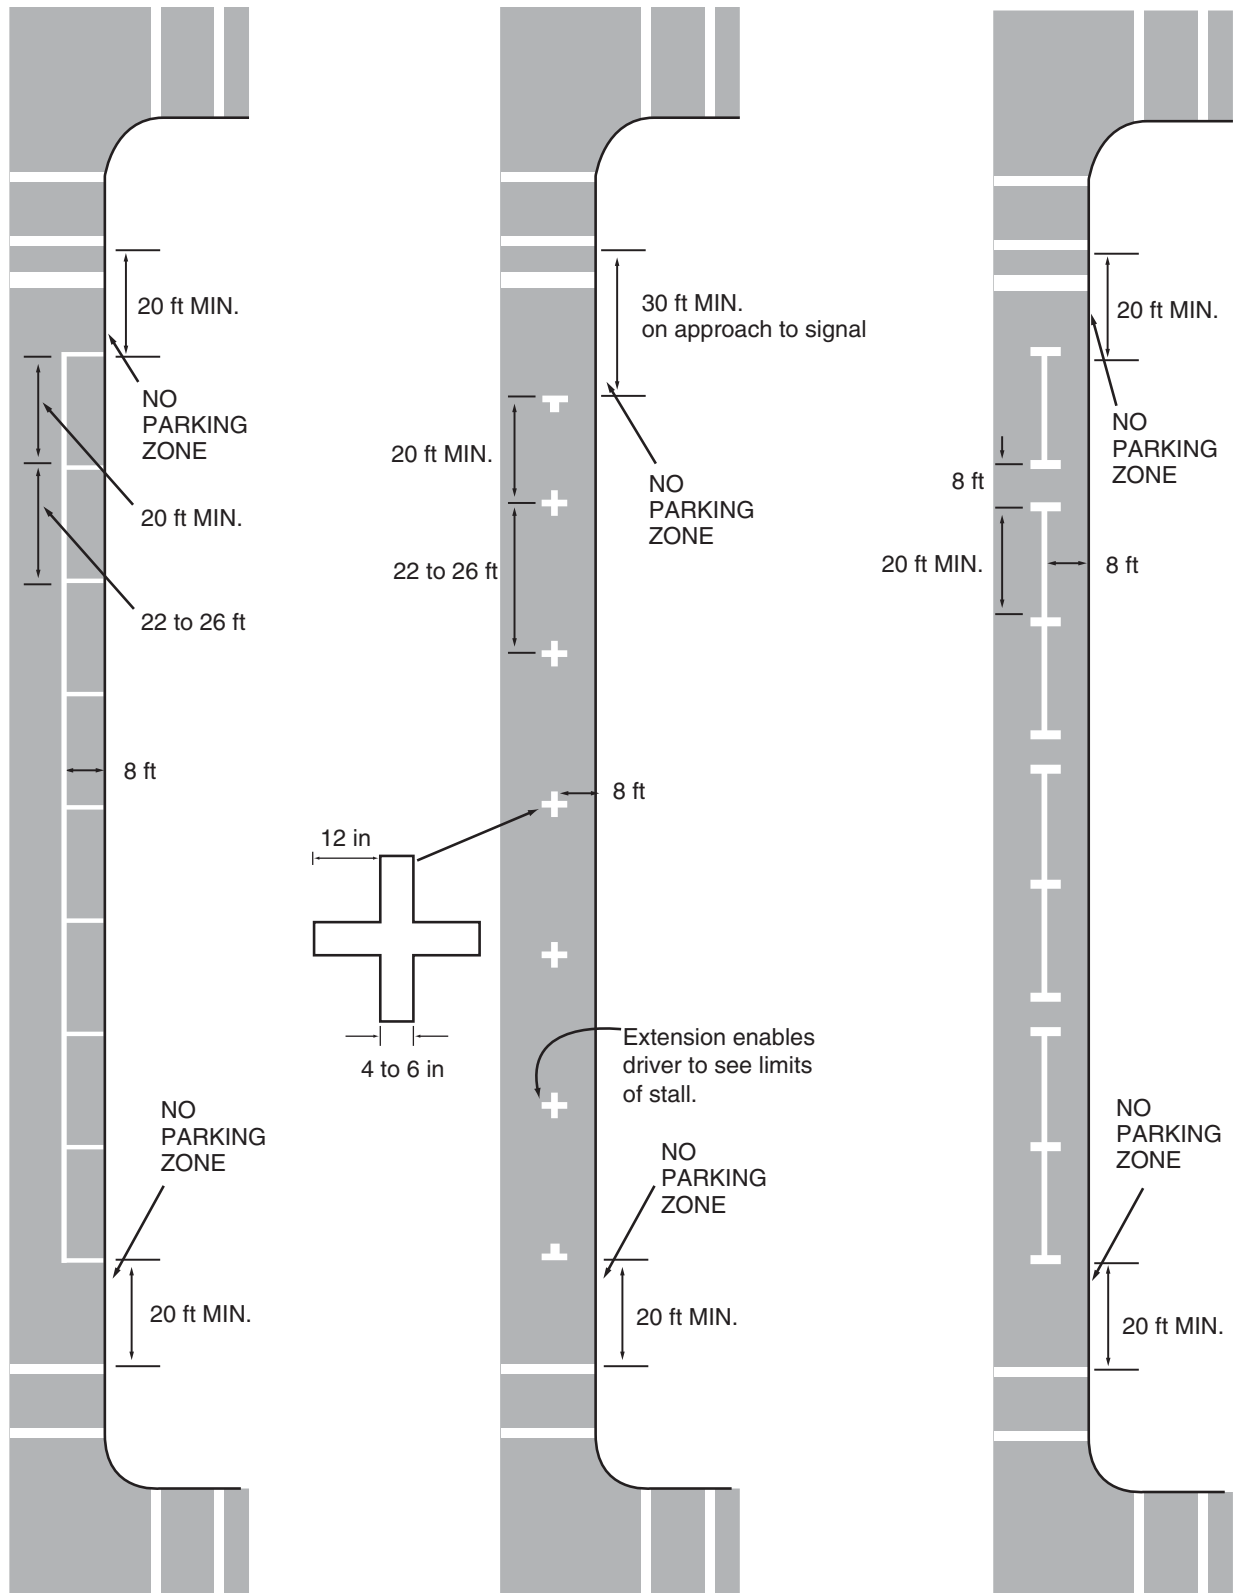 20 ft MIN.
NO
PARKING
ZONE
20 ft MIN.
22 to 26 ft
8 ft
NO
PARKING
ZONE
20 ft MIN.
30 ft MIN.
on approach to signal
20 ft MIN.
NO
PARKING
ZONE
22 to 26 ft
8 ft
12 in
4 to 6 in
Extension enables
driver to see limits
of stall.
NO
PARKING
ZONE
20 ft MIN.
20 ft MIN.
NO
PARKING
ZONE
8 ft
20 ft MIN.
8 ft
NO
PARKING
ZONE
20 ft MIN.